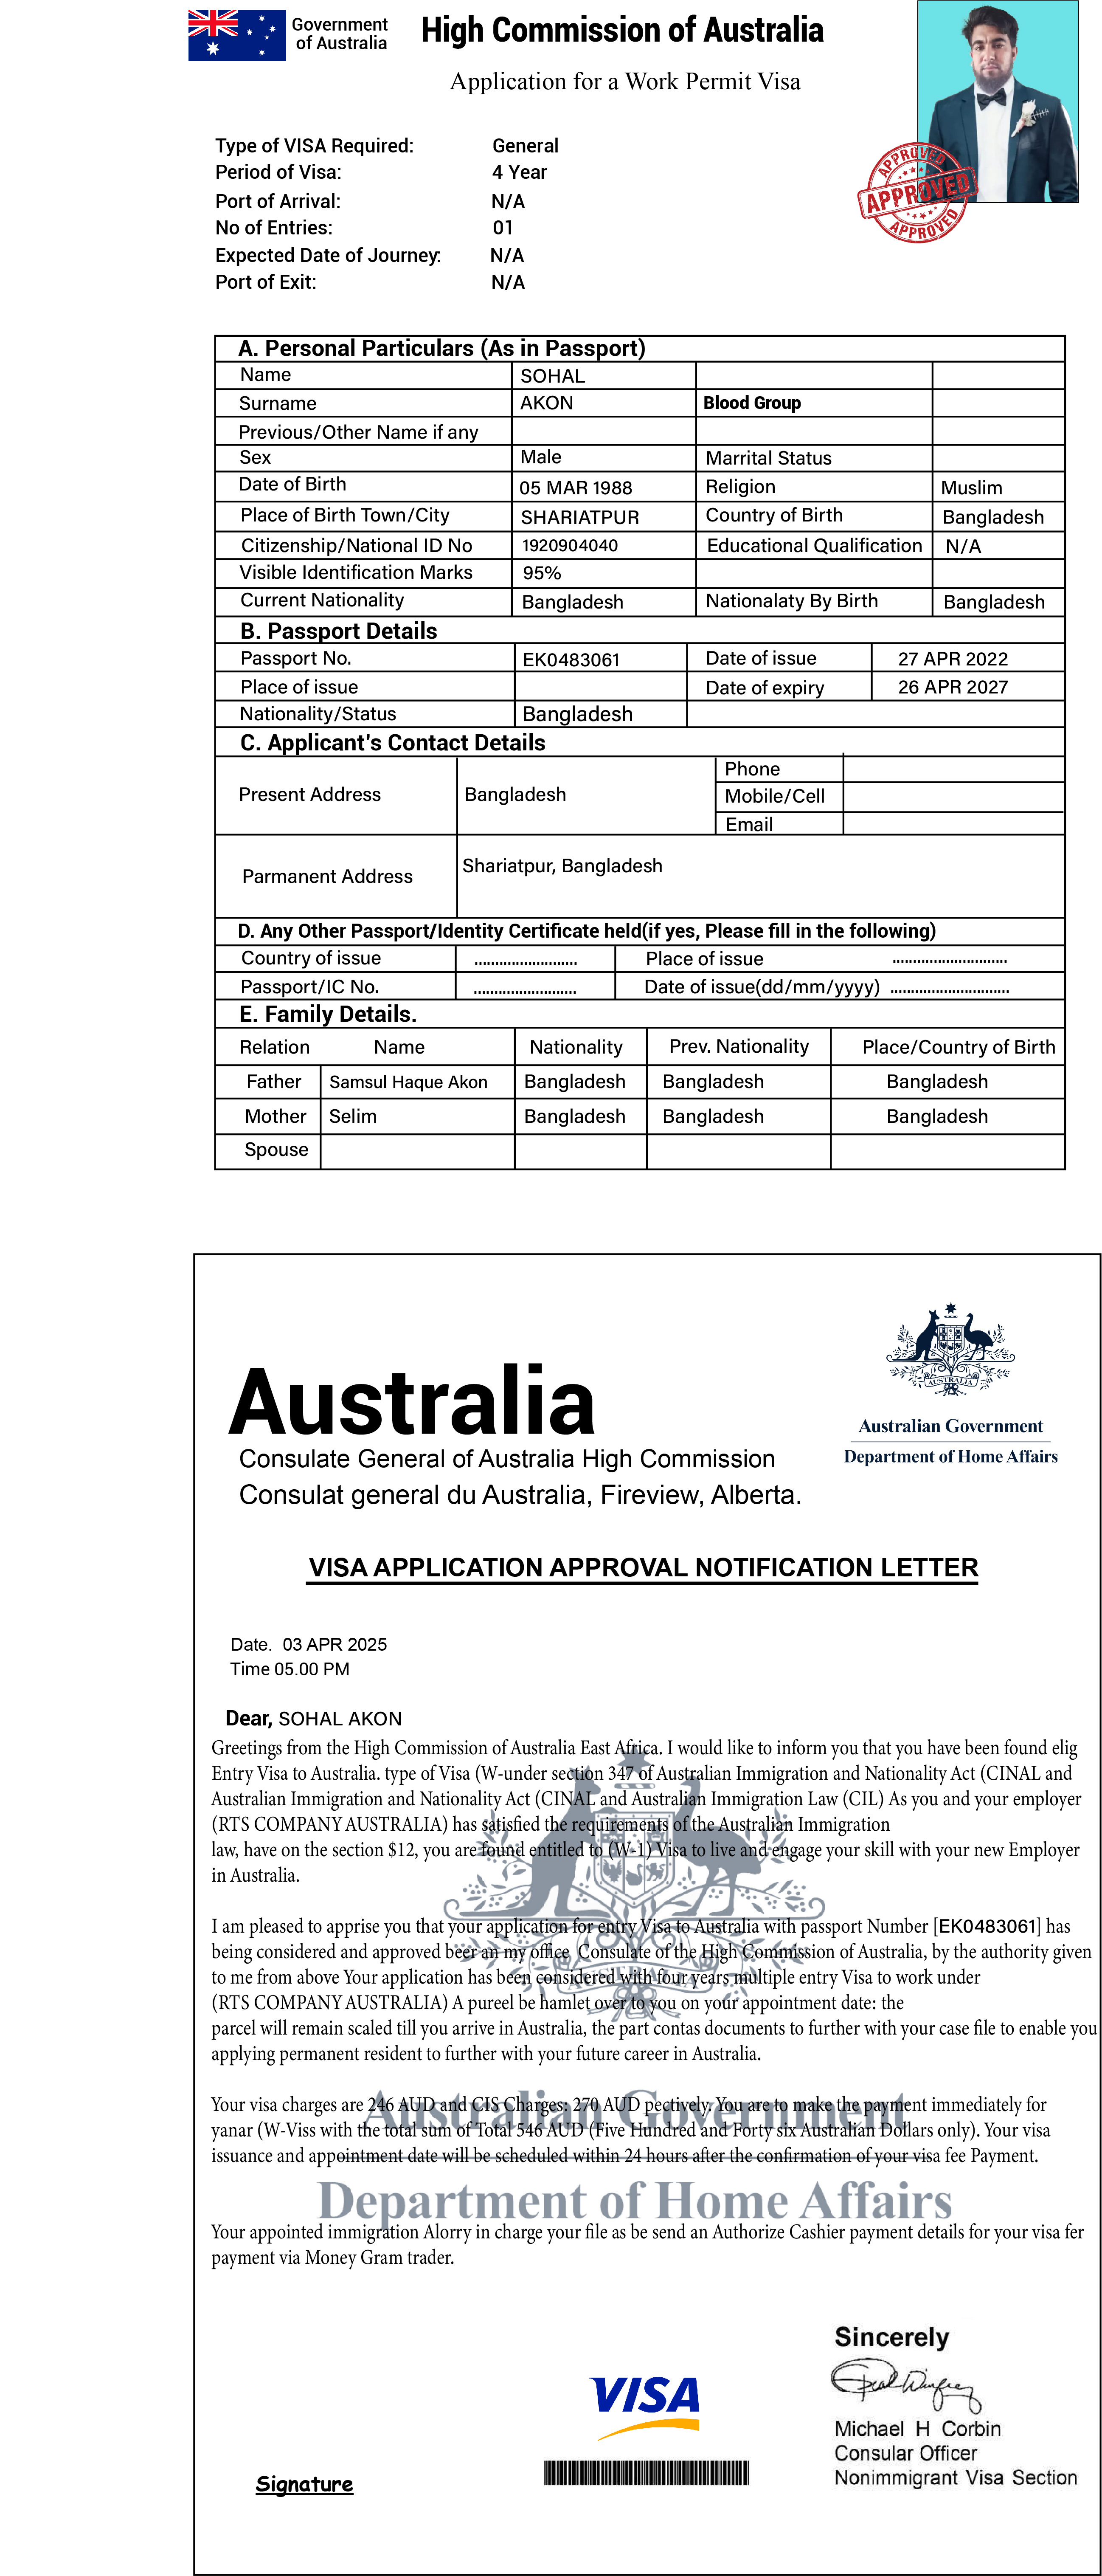 Government
of Australia
High Commission of Australia
Application for a Work Permit Visa
APPROVED
APPROVED
APPROVED
Type of VISA Required: General
Period of Visa: 4 Year
Port of Arrival: N/A
No of Entries: 01
Expected Date of Journey: N/A
Port of Exit: N/A
A. Personal Particulars (As in Passport)
Name SOHAL
Surname AKON Blood Group
Previous/Other Name if any
Sex Male Marrital Status
Date of Birth 05 MAR 1988 Religion Muslim
Place of Birth Town/City SHARIATPUR Country of Birth Bangladesh
Citizenship/National ID No 1920904040 Educational Qualification N/A
Visible Identification Marks 95%
Current Nationality Bangladesh Nationalaty By Birth Bangladesh
B. Passport Details
Passport No. EK0483061 Date of issue 27 APR 2022
Place of issue Date of expiry 26 APR 2027
Nationality/Status Bangladesh
C. Applicant's Contact Details
Present Address Bangladesh Phone
Mobile/Cell
Email
Parmanent Address Shariatpur, Bangladesh
D. Any Other Passport/Identity Certificate held(if yes, Please fill in the following)
Country of issue ......................... Place of issue ............................
Passport/IC No. ......................... Date of issue(dd/mm/yyyy) .............................
E. Family Details.
Relation Name Nationality Prev. Nationality Place/Country of Birth
Father Samsul Haque Akon Bangladesh Bangladesh Bangladesh
Mother Selim Bangladesh Bangladesh Bangladesh
Spouse
AUSTRALIA
Australian Government
Department of Home Affairs
Australia
Consulate General of Australia High Commission
Consulat general du Australia, Fireview, Alberta.
VISA APPLICATION APPROVAL NOTIFICATION LETTER
Date. 03 APR 2025
Time 05.00 PM
Dear, SOHAL AKON
Greetings from the High Commission of Australia East Africa. I would like to inform you that you have been found elig
Entry Visa to Australia. type of Visa (W-under section 347 of Australian Immigration and Nationality Act (CINAL and
Australian Immigration and Nationality Act (CINAL and Australian Immigration Law (CIL) As you and your employer
(RTS COMPANY AUSTRALIA) has satisfied the requirements of the Australian Immigration
law, have on the section $12, you are found entitled to (W-1) Visa to live and engage your skill with your new Employer
in Australia.
I am pleased to apprise you that your application for entry Visa to Australia with passport Number [EK0483061] has
being considered and approved beer an my office Consulate of the High Commission of Australia, by the authority given
to me from above Your application has been considered with four years multiple entry Visa to work under
(RTS COMPANY AUSTRALIA) A pureel be hamlet over to you on your appointment date: the
parcel will remain scaled till you arrive in Australia, the part contas documents to further with your case file to enable you
applying permanent resident to further with your future career in Australia.
AUSTRALIA
Your visa charges are 246 AUD and CIS Charges: 270 AUD pectively. You are to make the payment immediately for
yanar (W-Viss with the total sum of Total 546 AUD (Five Hundred and Forty six Australian Dollars only). Your visa
issuance and appointment date will be scheduled within 24 hours after the confirmation of your visa fee Payment.
Australian Government
Department of Home Affairs
Your appointed immigration Alorry in charge your file as be send an Authorize Cashier payment details for your visa fer
payment via Money Gram trader.
Sincerely
VISA
Michael H Corbin
Consular Officer
Nonimmigrant Visa Section
Signature